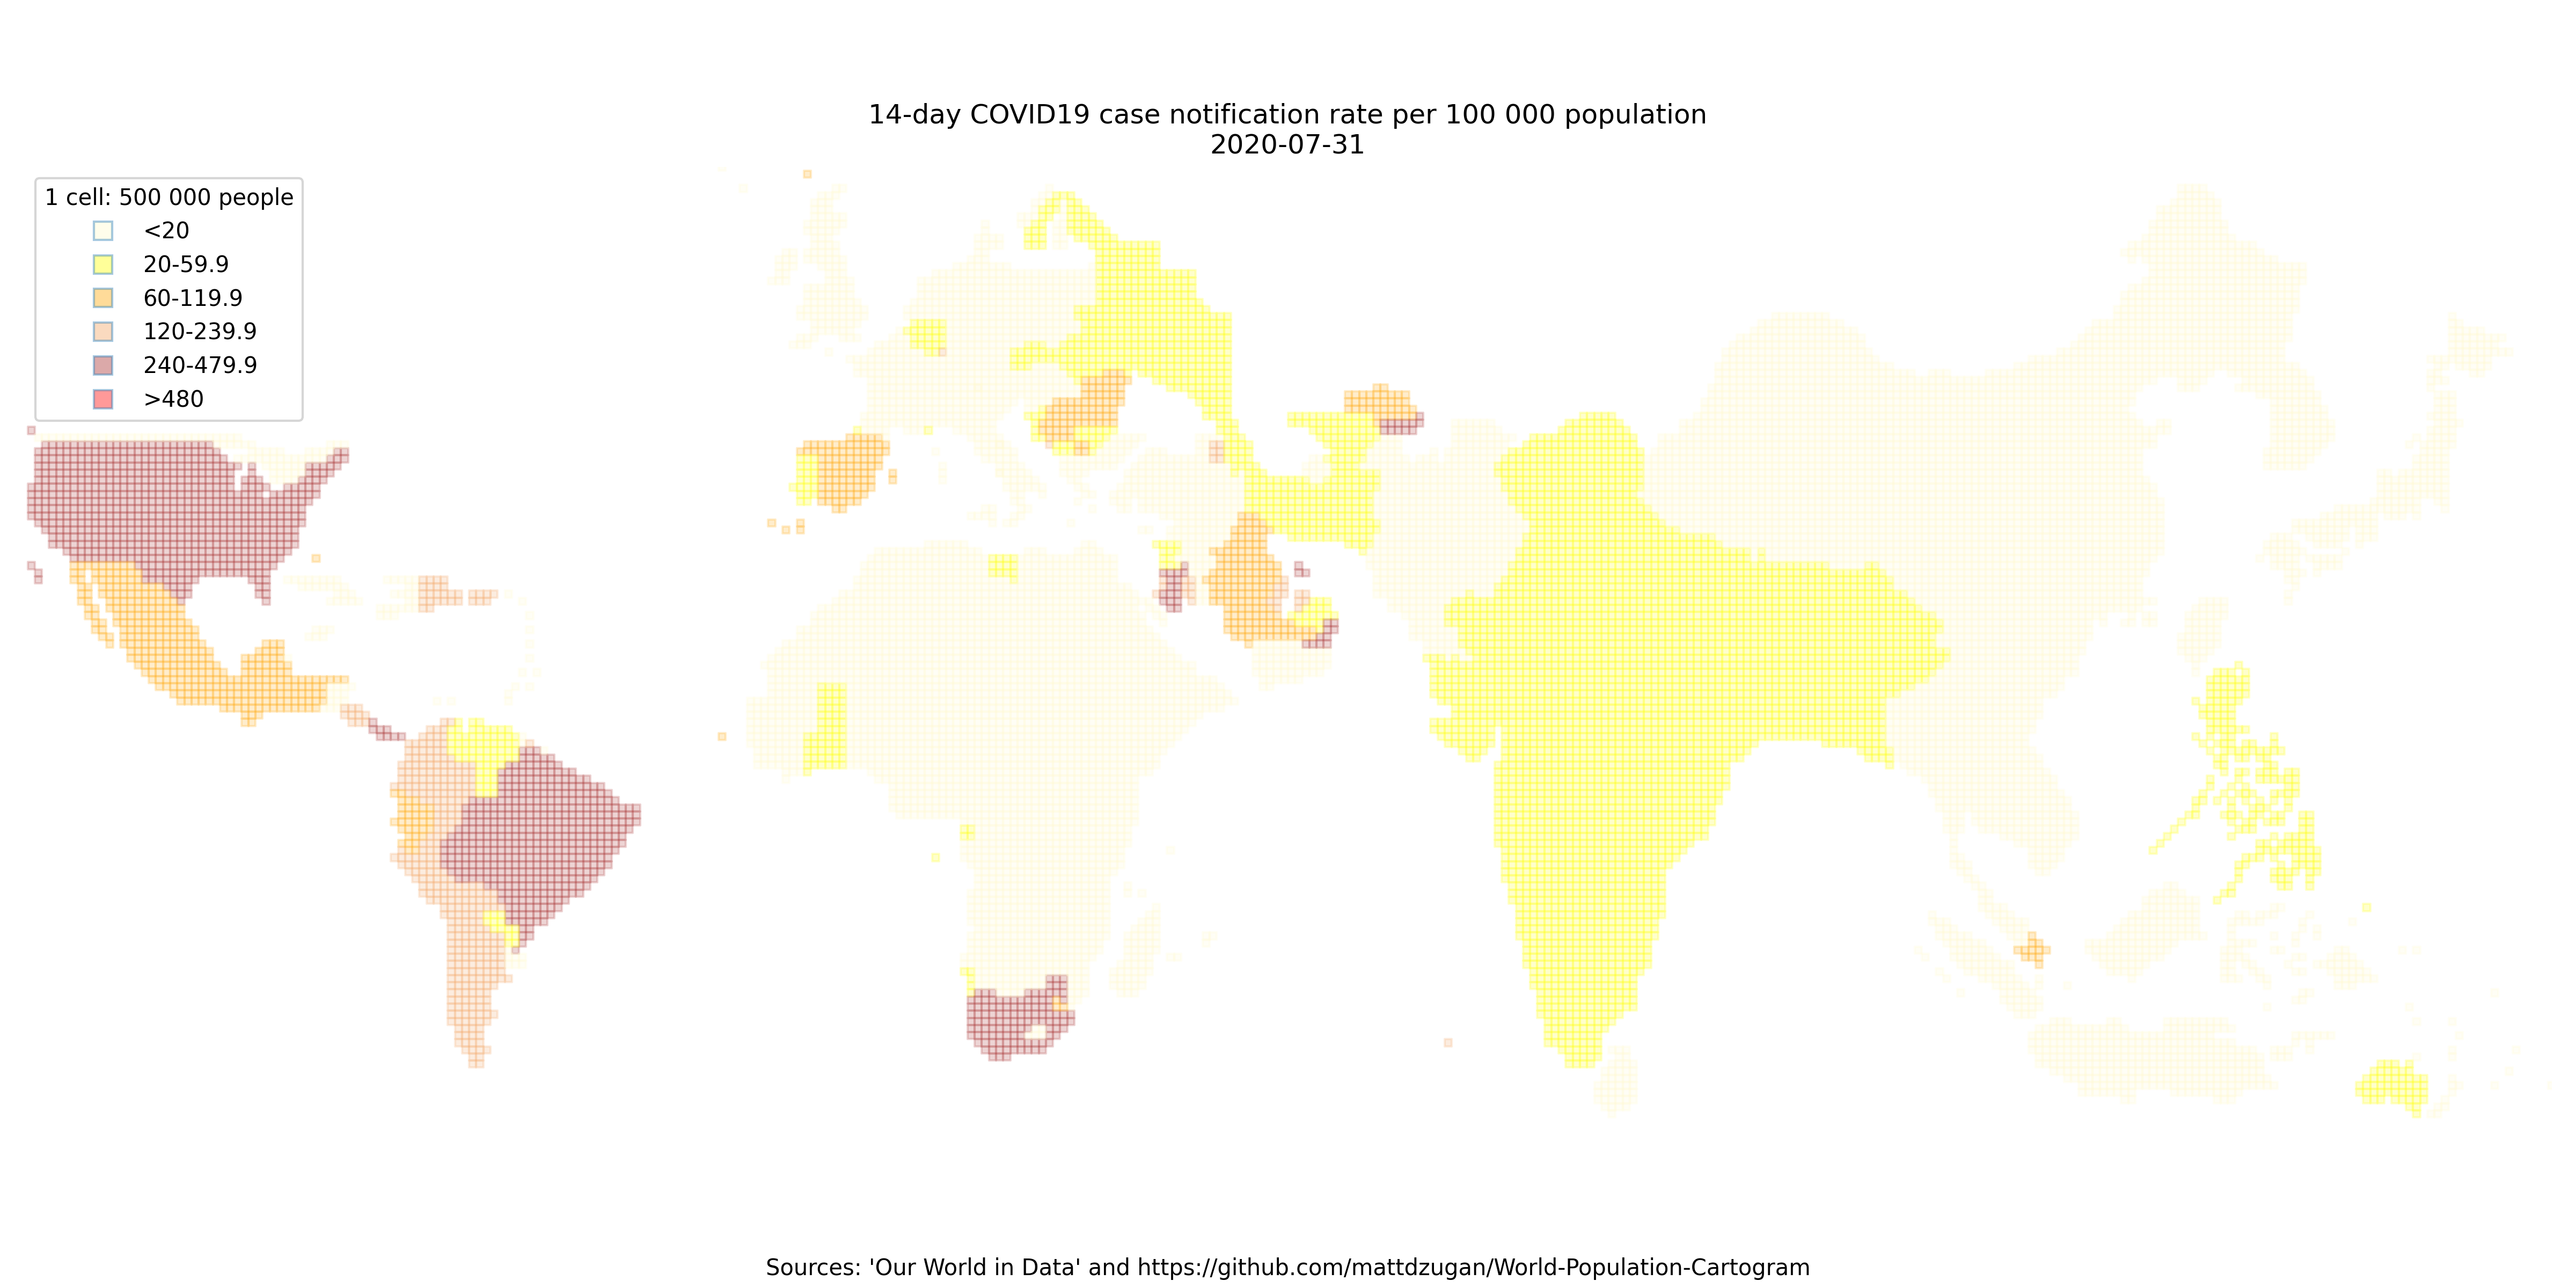 14-day COVID19 case notification rate per 100 000 population
2020-07-31
1 cell: 500 000 people
<20
20-59.9
60-119.9
120-239.9
240-479.9
>480
Sources: 'Our World in Data' and https://github.com/mattdzugan/World-Population-Cartogram